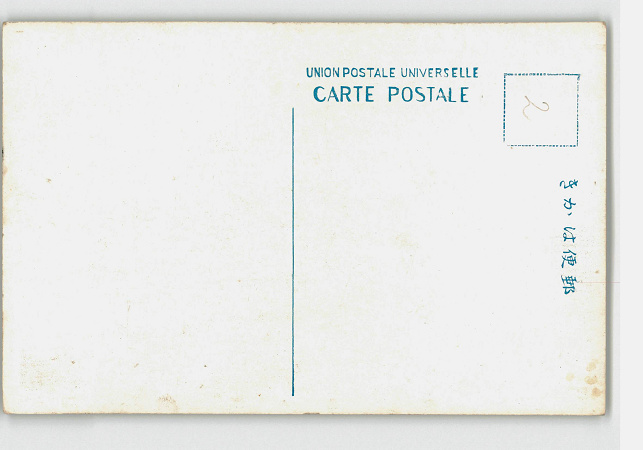 UNION POSTALE UNIVERSELLE
CARTE POSTALE
2
きかは便郵